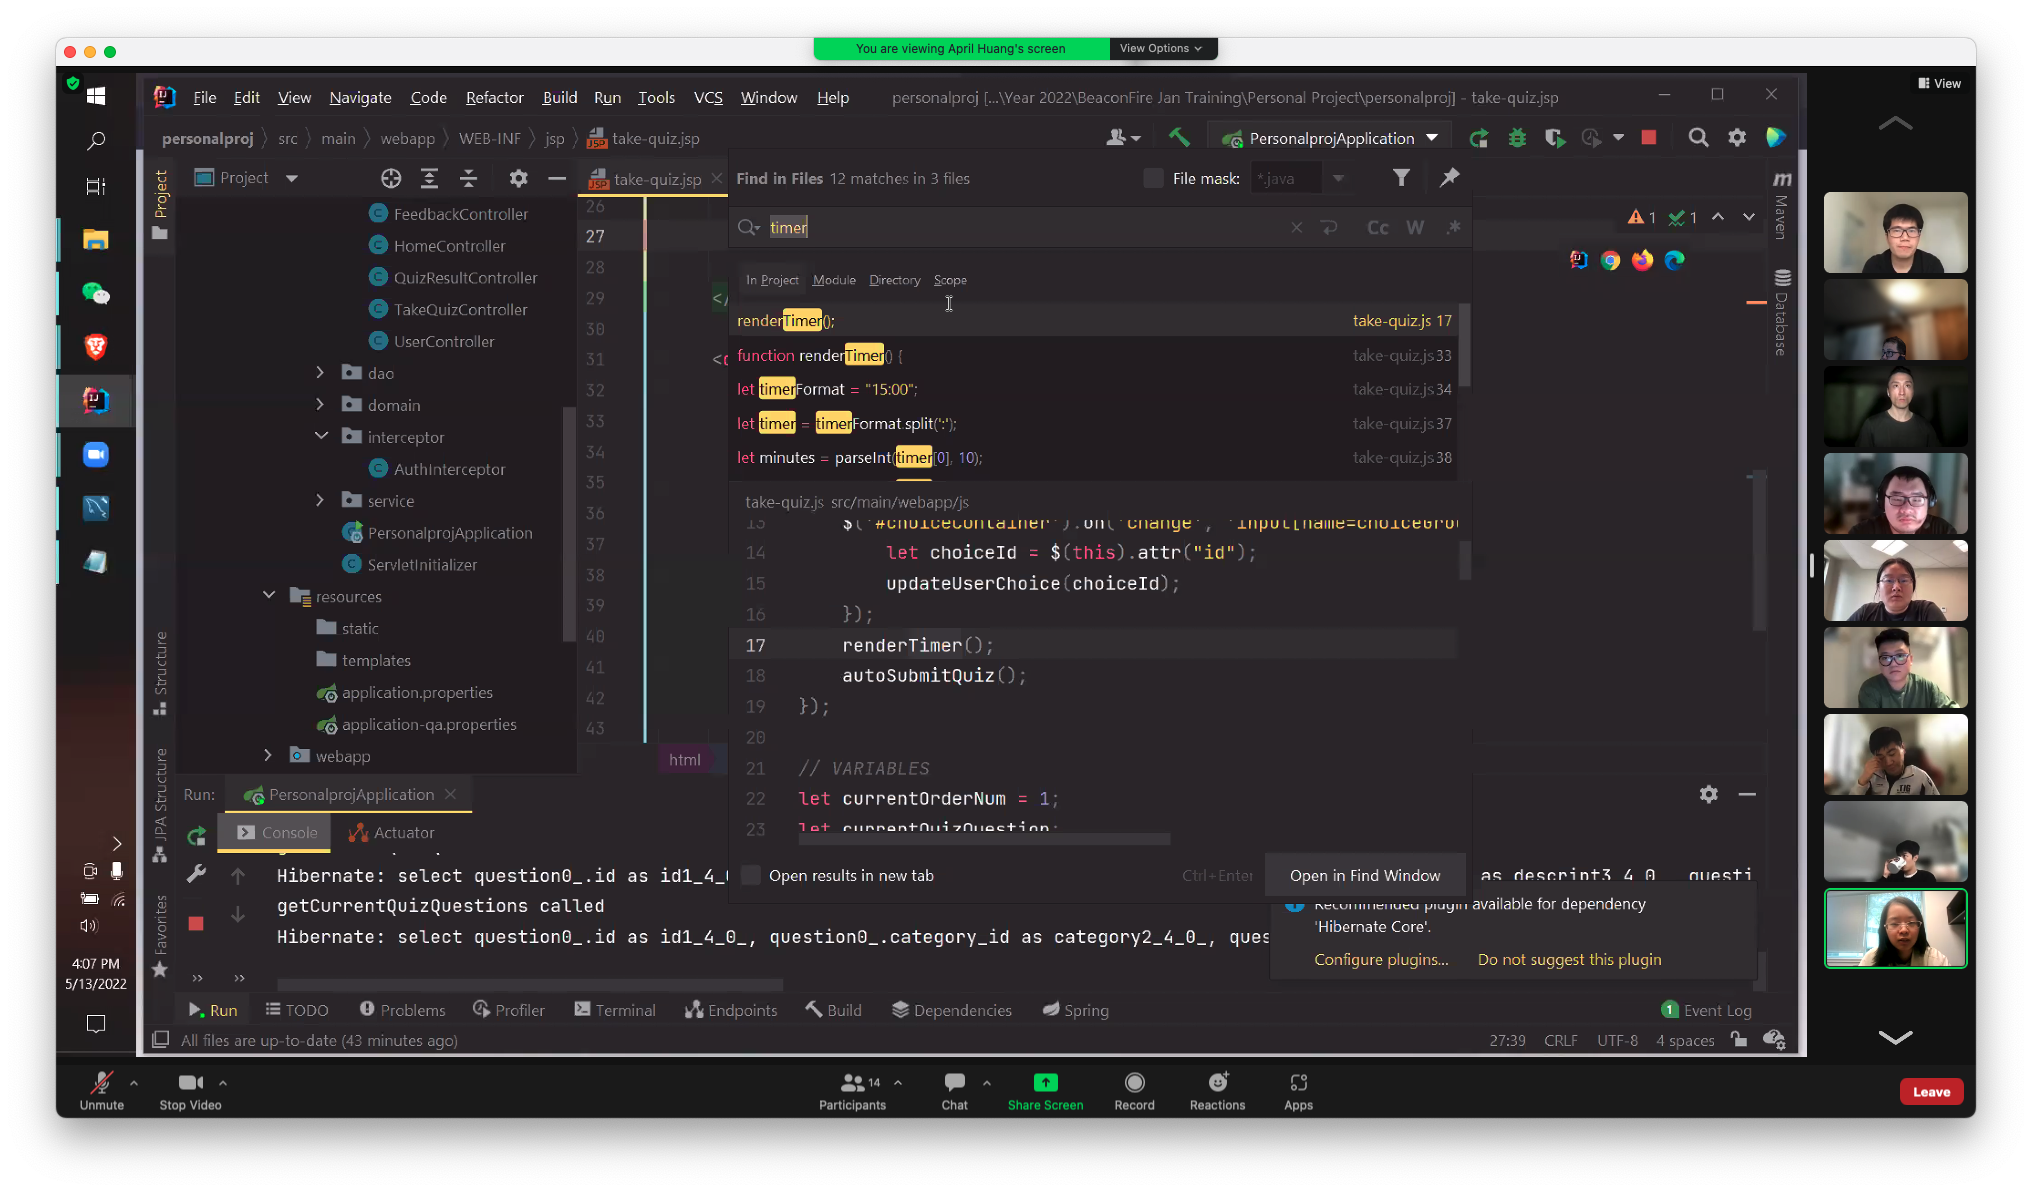 You are viewing April Huang's screen
View Options
View
File Edit View Navigate Code Refactor Build Run Tools VCS Window Help
personalproj [...\Year 2022\BeaconFire Jan Training\Personal Project\personalproj] - take-quiz.jsp
personalproj src main webapp WEB-INF jsp take-quiz.jsp
PersonalprojApplication
Project
Project
take-quiz.jsp
Find in Files 12 matches in 3 files
File mask:
*.java
timer
Cc W .*
1 1
In Project Module Directory Scope
renderTimer(); take-quiz.js 17
function renderTimer() { take-quiz.js 33
let timerFormat = "15:00"; take-quiz.js 34
let timer = timerFormat.split(':'); take-quiz.js 37
let minutes = parseInt(timer[0], 10); take-quiz.js 38
take-quiz.js src/main/webapp/js
13 $('#choiceContainer').on('change', 'input[name=choiceGro
14 let choiceId = $(this).attr("id");
15 updateUserChoice(choiceId);
16 });
17 renderTimer();
18 autoSubmitQuiz();
19 });
20
21 // VARIABLES
22 let currentOrderNum = 1;
23 let currentQuizQuestion;
Open results in new tab
Ctrl+Enter
Open in Find Window
FeedbackController
HomeController
QuizResultController
TakeQuizController
UserController
dao
domain
interceptor
AuthInterceptor
service
PersonalprojApplication
ServletInitializer
resources
static
templates
application.properties
application-qa.properties
webapp
26
27
28
29 </
30
31 <
32
33
34
35
36
37
38
39
40
41
42
43
html
Maven
Database
Structure
JPA Structure
Favorites
Run: PersonalprojApplication
Console Actuator
Hibernate: select question0_.id as id1_4_0 as descript3_4_0_, questi
getCurrentQuizQuestions called
Hibernate: select question0_.id as id1_4_0_, question0_.category_id as category2_4_0_, ques
Recommended plugin available for dependency
'Hibernate Core'.
Configure plugins... Do not suggest this plugin
Run TODO Problems Profiler Terminal Endpoints Build Dependencies Spring
1 Event Log
All files are up-to-date (43 minutes ago)
27:39 CRLF UTF-8 4 spaces
4:07 PM
5/13/2022
Unmute
Stop Video
14
Participants
Chat
Share Screen
Record
Reactions
Apps
Leave